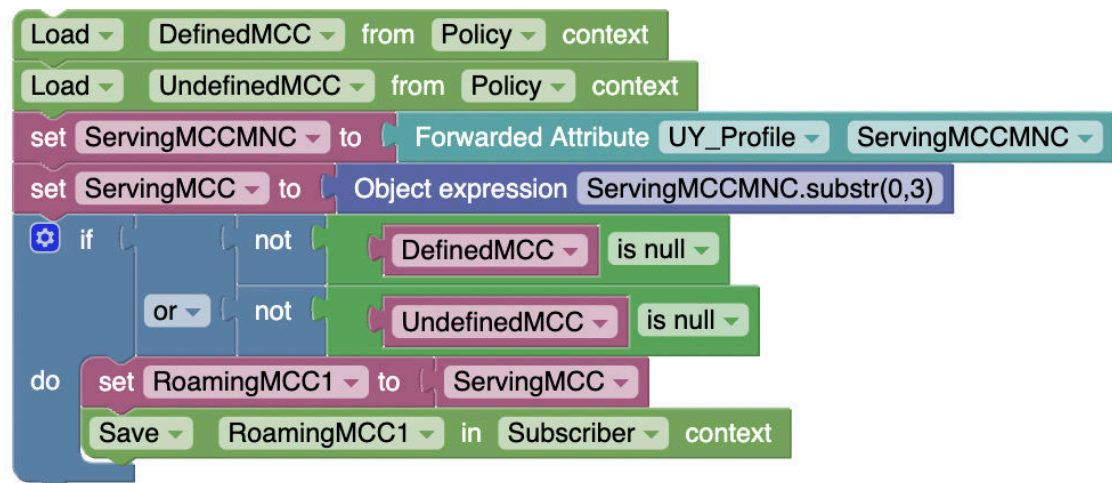 Load DefinedMCC from Policy context
Load UndefinedMCC from Policy context
set ServingMCCMNC to Forwarded Attribute UY_Profile ServingMCCMNC
set ServingMCC to Object expression ServingMCCMNC.substr(0,3)
if not DefinedMCC is null
or not UndefinedMCC is null
do set RoamingMCC1 to ServingMCC
Save RoamingMCC1 in Subscriber context